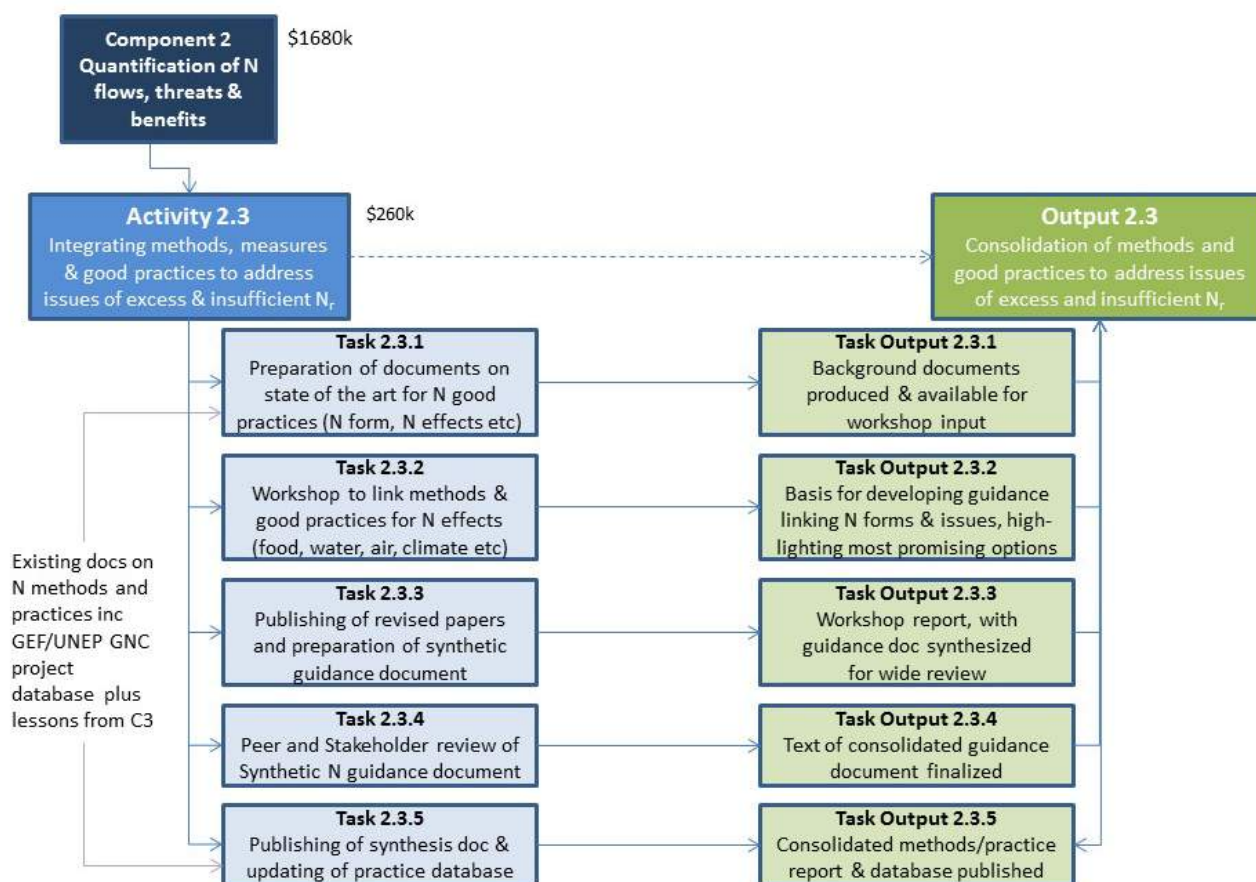 Component 2
Quantification of N
flows, threats &
benefits
$1680k
Activity 2.3
Integrating methods, measures
& good practices to address
issues of excess & insufficient Nr
$260k
Output 2.3
Consolidation of methods and
good practices to address issues
of excess and insufficient Nr
Task 2.3.1
Preparation of documents on
state of the art for N good
practices (N form, N effects etc)
Task Output 2.3.1
Background documents
produced & available for
workshop input
Task 2.3.2
Workshop to link methods &
good practices for N effects
(food, water, air, climate etc)
Task Output 2.3.2
Basis for developing guidance
linking N forms & issues, high-
lighting most promising options
Existing docs on
N methods and
practices inc
GEF/UNEP GNC
project
database plus
lessons from C3
Task 2.3.3
Publishing of revised papers
and preparation of synthetic
guidance document
Task Output 2.3.3
Workshop report, with
guidance doc synthesized
for wide review
Task 2.3.4
Peer and Stakeholder review of
Synthetic N guidance document
Task Output 2.3.4
Text of consolidated guidance
document finalized
Task 2.3.5
Publishing of synthesis doc &
updating of practice database
Task Output 2.3.5
Consolidated methods/practice
report & database published